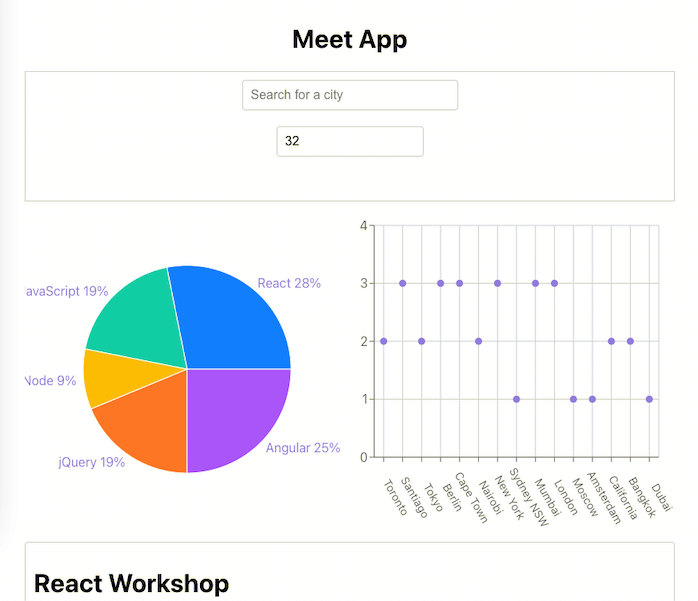 Meet App
Search for a city
32
React 28%
avaScript 19%
Node 9%
jQuery 19%
Angular 25%
4
3
2
1
0
Toronto
Santiago
Tokyo
Berlin
Cape Town
Nairobi
New York
Sydney NSW
Mumbai
London
Moscow
Amsterdam
California
Bangkok
Dubai
React Workshop